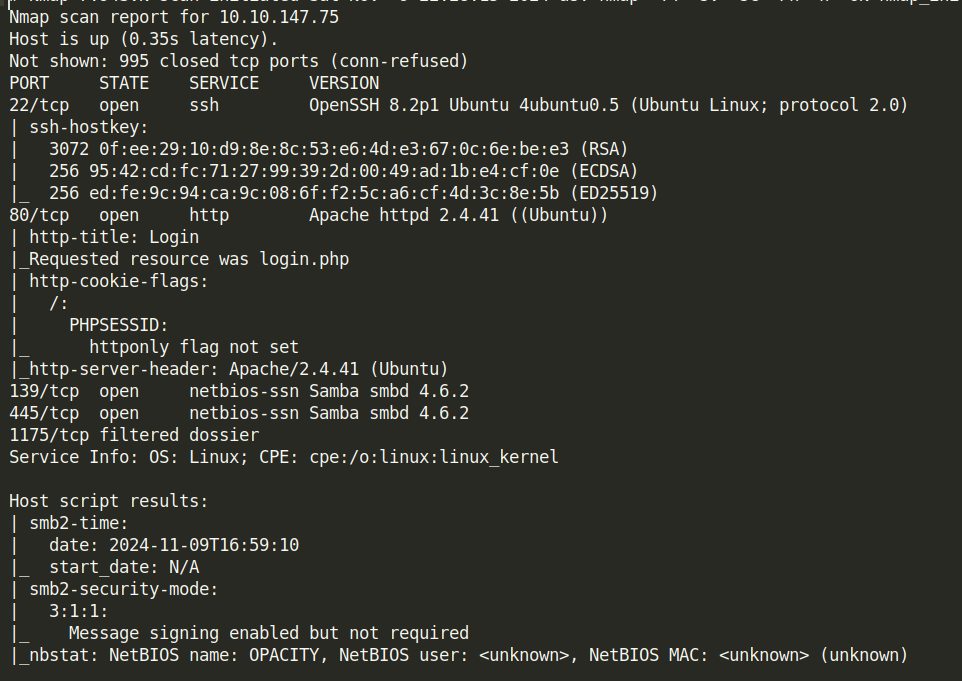 Nmap scan report for 10.10.147.75
Host is up (0.35s latency).
Not shown: 995 closed tcp ports (conn-refused)
PORT     STATE    SERVICE     VERSION
22/tcp   open     ssh         OpenSSH 8.2p1 Ubuntu 4ubuntu0.5 (Ubuntu Linux; protocol 2.0)
| ssh-hostkey:
|   3072 0f:ee:29:10:d9:8e:8c:53:e6:4d:e3:67:0c:6e:be:e3 (RSA)
|   256 95:42:cd:fc:71:27:99:39:2d:00:49:ad:1b:e4:cf:0e (ECDSA)
|_  256 ed:fe:9c:94:ca:9c:08:6f:f2:5c:a6:cf:4d:3c:8e:5b (ED25519)
80/tcp   open     http        Apache httpd 2.4.41 ((Ubuntu))
| http-title: Login
|_Requested resource was login.php
| http-cookie-flags:
|   /:
|     PHPSESSID:
|_      httponly flag not set
|_http-server-header: Apache/2.4.41 (Ubuntu)
139/tcp  open     netbios-ssn Samba smbd 4.6.2
445/tcp  open     netbios-ssn Samba smbd 4.6.2
1175/tcp filtered dossier
Service Info: OS: Linux; CPE: cpe:/o:linux:linux_kernel

Host script results:
| smb2-time:
|   date: 2024-11-09T16:59:10
|_  start_date: N/A
| smb2-security-mode:
|   3:1:1:
|_    Message signing enabled but not required
|_nbstat: NetBIOS name: OPACITY, NetBIOS user: <unknown>, NetBIOS MAC: <unknown> (unknown)